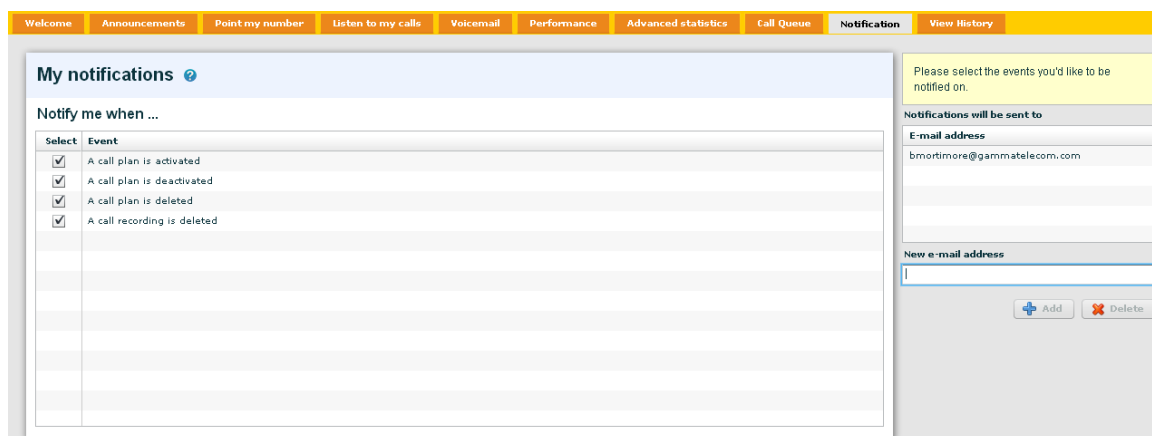 Welcome Announcements Point my number Listen to my calls Voicemail Performance Advanced statistics Call Queue Notification View History
My notifications ?
Notify me when ...
Select Event
A call plan is activated
A call plan is deactivated
A call plan is deleted
A call recording is deleted
Please select the events you'd like to be
notified on.
Notifications will be sent to
E-mail address
bmortimore@gammatelecom.com
New e-mail address
Add Delete